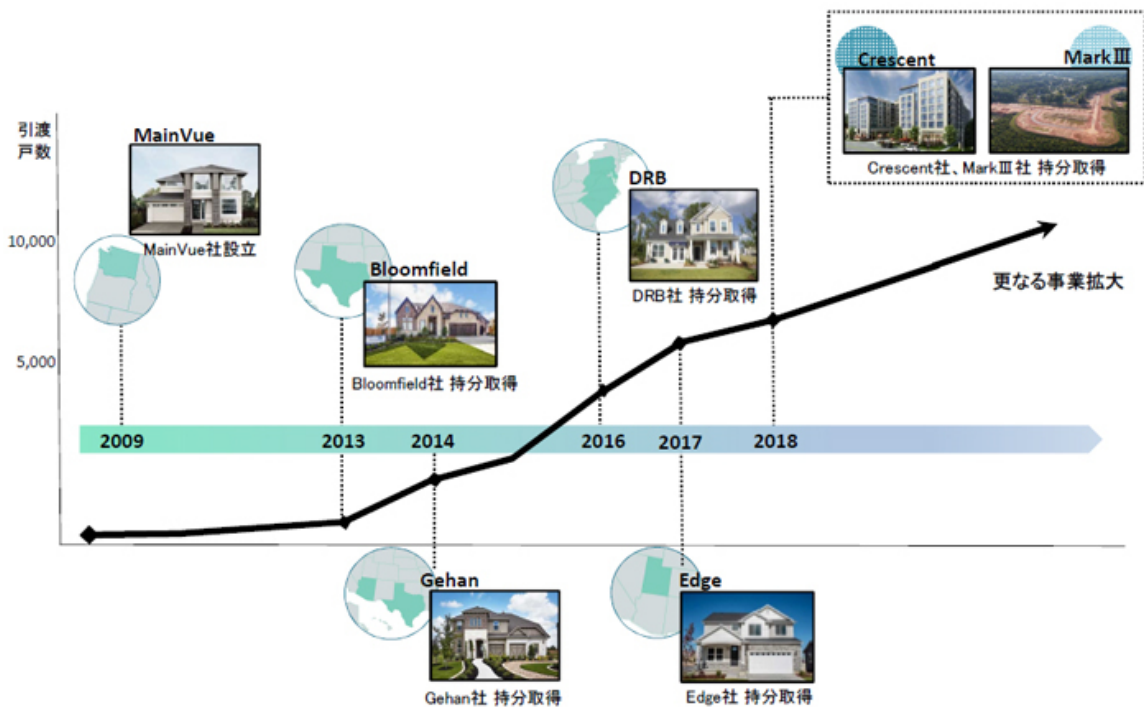 Crescent
Mark Ⅲ
Crescent社、MarkⅢ社 持分取得
引渡
戸数
MainVue
MainVue社設立
DRB
DRB社 持分取得
10,000
Bloomfield
Bloomfield社 持分取得
更なる事業拡大
5,000
2009
2013
2014
2016
2017
2018
Gehan
Gehan社 持分取得
Edge
Edge社 持分取得